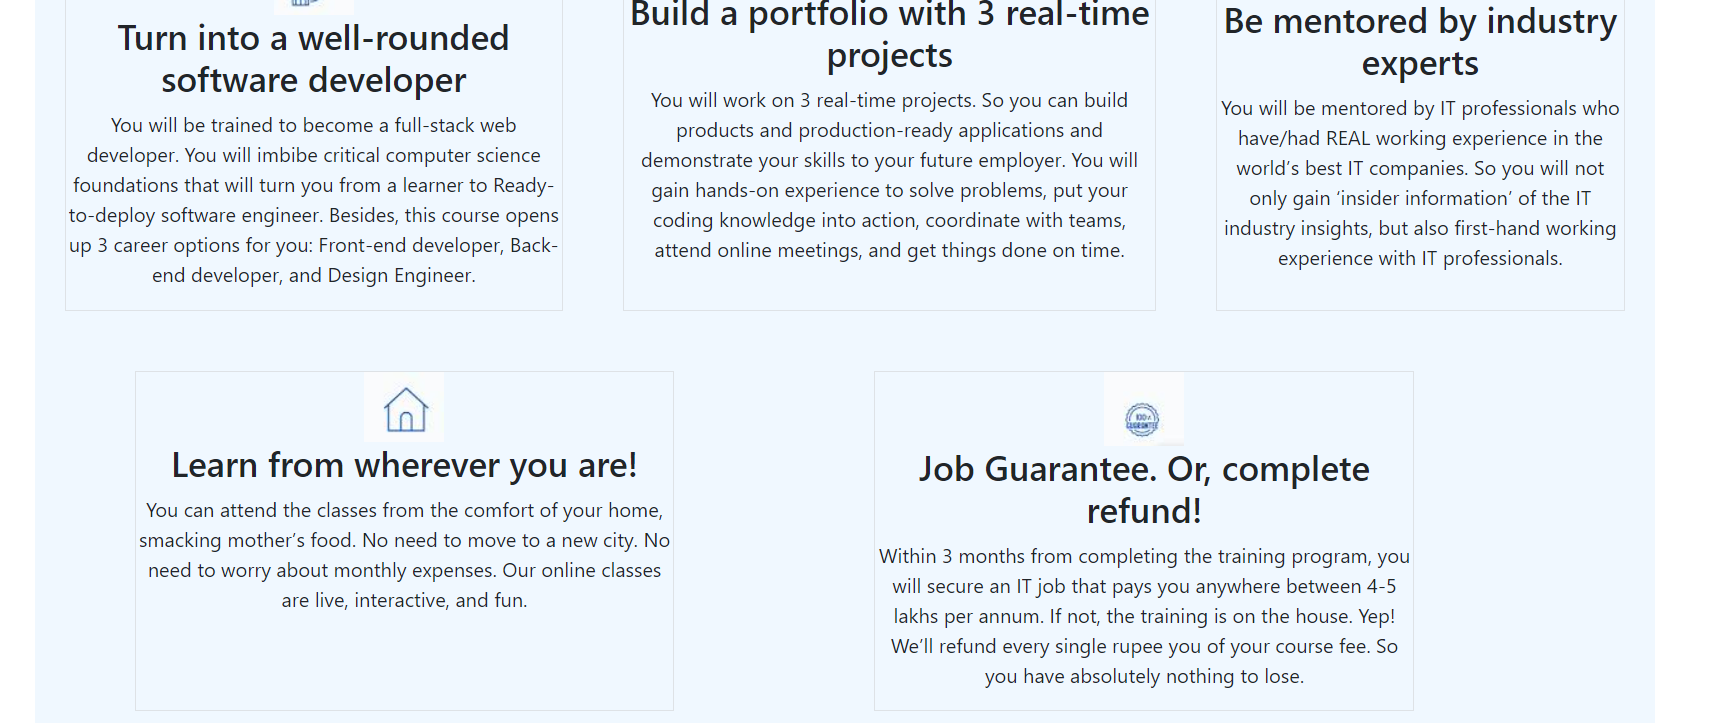 Turn into a well-rounded
software developer
You will be trained to become a full-stack web
developer. You will imbibe critical computer science
foundations that will turn you from a learner to Ready-
to-deploy software engineer. Besides, this course opens
up 3 career options for you: Front-end developer, Back-
end developer, and Design Engineer.
Build a portfolio with 3 real-time
projects
You will work on 3 real-time projects. So you can build
products and production-ready applications and
demonstrate your skills to your future employer. You will
gain hands-on experience to solve problems, put your
coding knowledge into action, coordinate with teams,
attend online meetings, and get things done on time.
Be mentored by industry
experts
You will be mentored by IT professionals who
have/had REAL working experience in the
world’s best IT companies. So you will not
only gain ‘insider information’ of the IT
industry insights, but also first-hand working
experience with IT professionals.
Learn from wherever you are!
You can attend the classes from the comfort of your home,
smacking mother’s food. No need to move to a new city. No
need to worry about monthly expenses. Our online classes
are live, interactive, and fun.
100%
GUARANTEE
Job Guarantee. Or, complete
refund!
Within 3 months from completing the training program, you
will secure an IT job that pays you anywhere between 4-5
lakhs per annum. If not, the training is on the house. Yep!
We’ll refund every single rupee you of your course fee. So
you have absolutely nothing to lose.